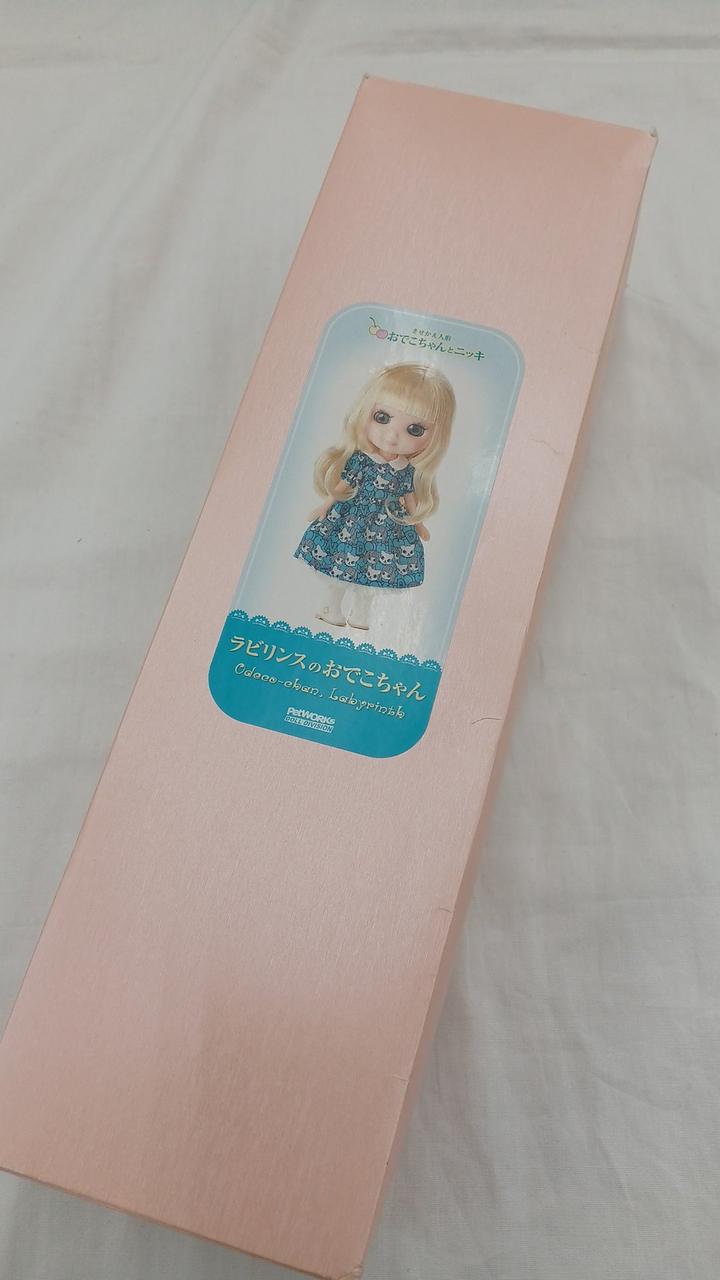 きせかえ人形
おでこちゃんとニッキ
ラビリンスのおでこちゃん
Odeco-chan, Labyrinth
PetWORKs
DOLL DIVISION